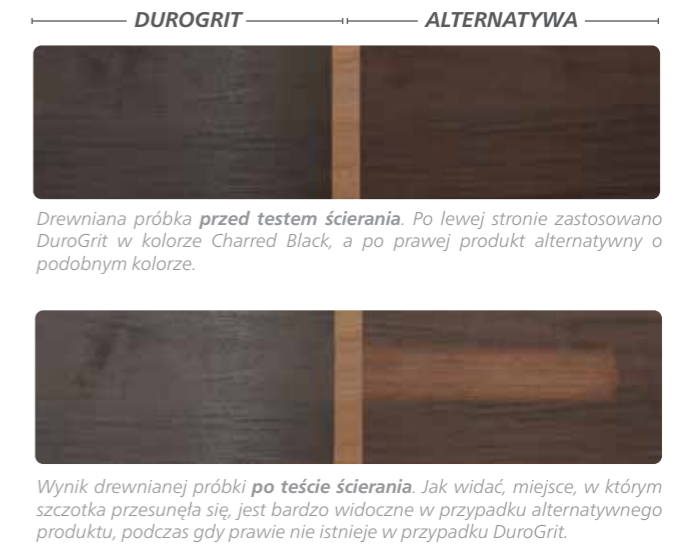 DUROGRIT ALTERNATYWA
Drewniana próbka przed testem ścierania. Po lewej stronie zastosowano
DuroGrit w kolorze Charred Black, a po prawej produkt alternatywny o
podobnym kolorze.
Wynik drewnianej próbki po teście ścierania. Jak widać, miejsce, w którym
szczotka przesunęła się, jest bardzo widoczne w przypadku alternatywnego
produktu, podczas gdy prawie nie istnieje w przypadku DuroGrit.